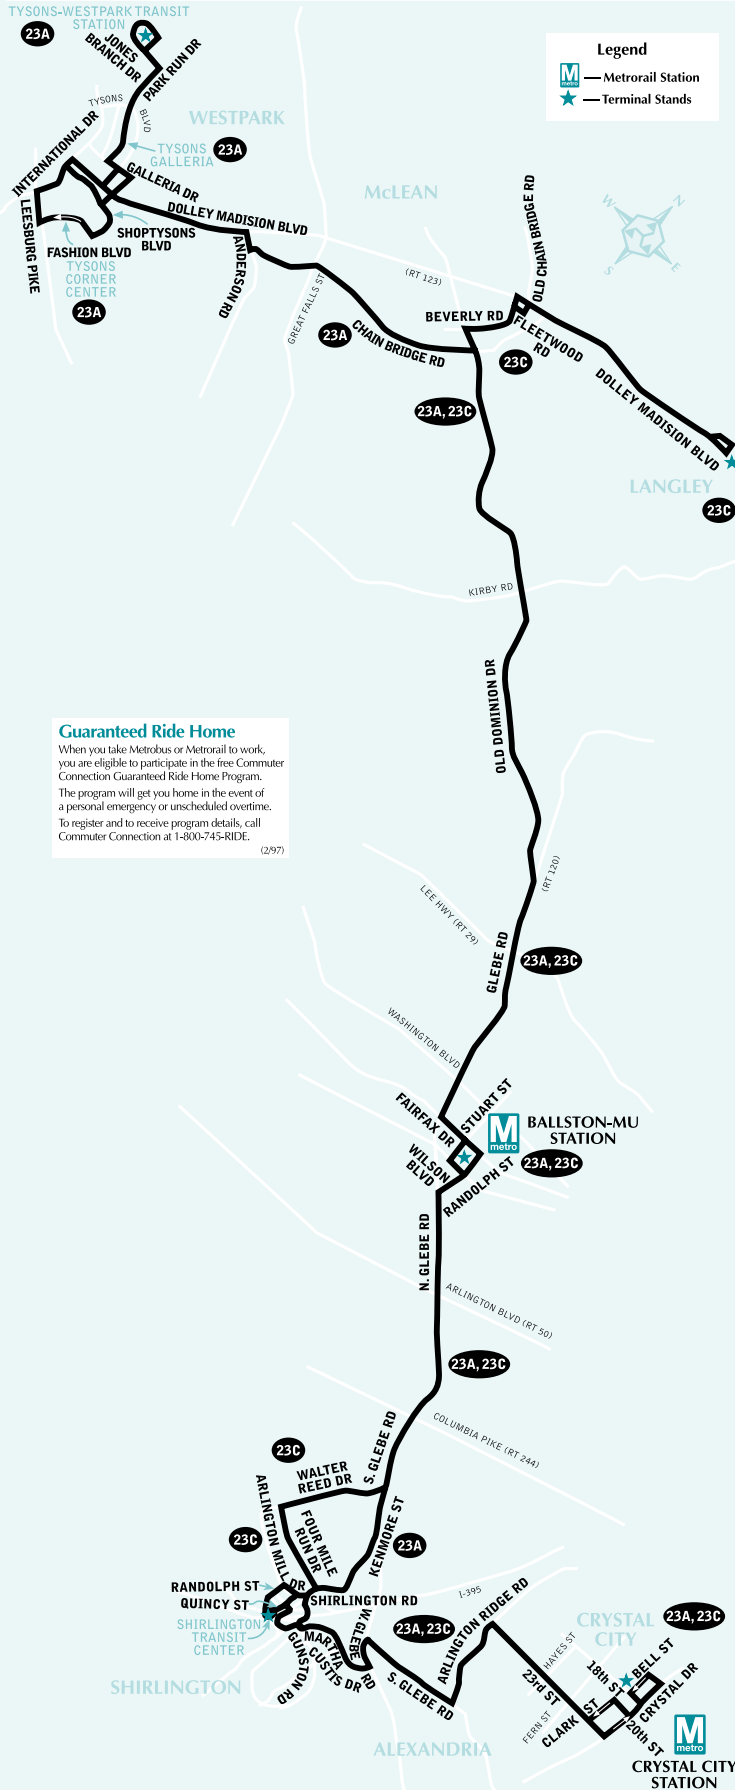 TYSONS-WESTPARK TRANSIT
STATION
23A
JONES
BRANCH DR
PARK RUN DR
Legend
M
metro
Metrorail Station
Terminal Stands
TYSONS
BLVD
WESTPARK
INTERNATIONAL DR
TYSONS
GALLERIA
23A
GALLERIA DR
DOLLEY MADISION BLVD
McLEAN
OLD CHAIN BRIDGE RD
W
N
S
E
LEESBURG PIKE
SHOPTYSONS
BLVD
FASHION BLVD
TYSONS
CORNER
CENTER
23A
ANDERSON RD
GREAT FALLS ST
(RT 123)
BEVERLY RD
FLEETWOOD
RD
23A
CHAIN BRIDGE RD
23C
DOLLEY MADISION BLVD
23A, 23C
LANGLEY
23C
KIRBY RD
OLD DOMINION DR
Guaranteed Ride Home
When you take Metrobus or Metrorail to work,
you are eligible to participate in the free Commuter
Connection Guaranteed Ride Home Program.
The program will get you home in the event of
a personal emergency or unscheduled overtime.
To register and to receive program details, call
Commuter Connection at 1-800-745-RIDE.
(2/97)
(RT 120)
LEE HWY (RT 29)
GLEBE RD
23A, 23C
WASHINGTON BLVD
FAIRFAX DR
STUART ST
M
metro
BALLSTON-MU
STATION
23A, 23C
WILSON
BLVD
RANDOLPH ST
N. GLEBE RD
ARLINGTON BLVD (RT 50)
23A, 23C
COLUMBIA PIKE (RT 244)
S. GLEBE RD
23C
WALTER
REED DR
ARLINGTON MILL DR
FOUR MILE
RUN DR
KENMORE ST
23C
23A
RANDOLPH ST
QUINCY ST
SHIRLINGTON RD
SHIRLINGTON
TRANSIT
CENTER
I-395
GUNSTON RD
MARTHA
CUSTIS DR
W. GLEBE RD
23A, 23C
ARLINGTON RIDGE RD
S. GLEBE RD
SHIRLINGTON
ALEXANDRIA
CRYSTAL
CITY
23A, 23C
HAYES ST
23rd ST
FERN ST
18th ST
BELL ST
CLARK ST
CRYSTAL DR
20th ST
M
metro
CRYSTAL CITY
STATION